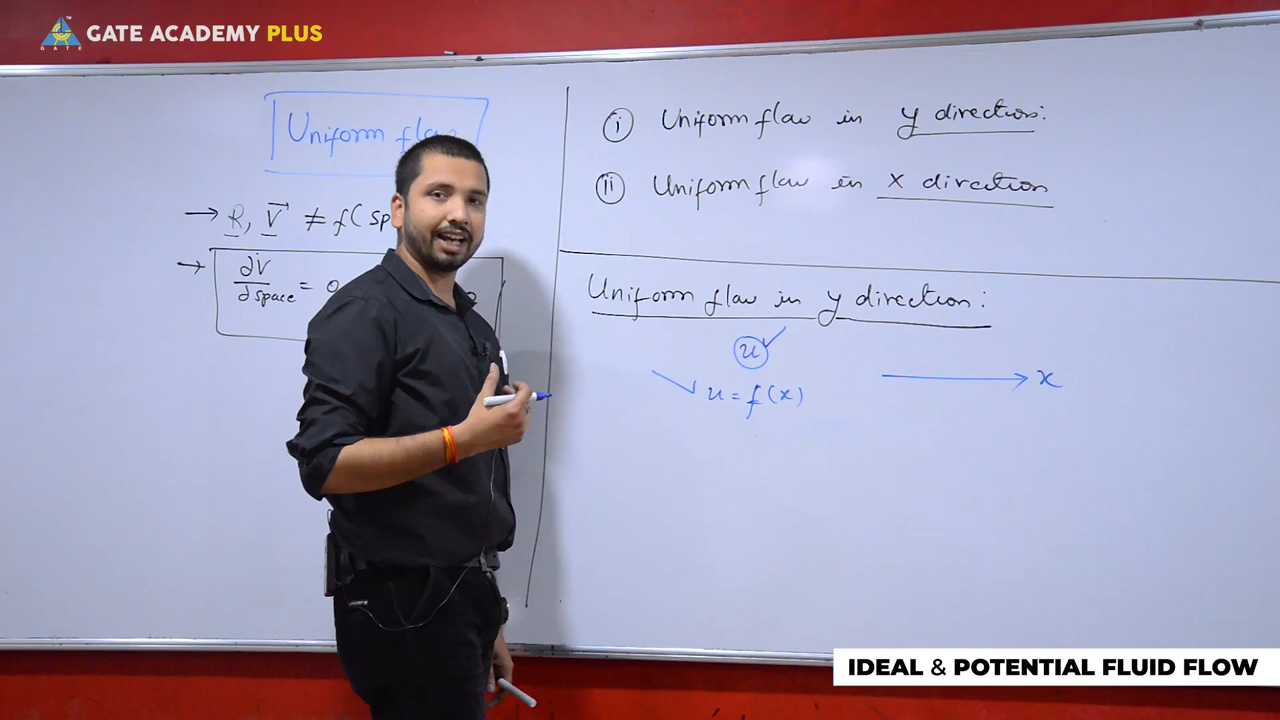 GATE ACADEMY PLUS
GATE
Uniform flow
→ R, V⃗ ≠ f(sp
→ ∂V/∂space = 0
i Uniform flow in y direction:
ii Uniform flow in x direction
Uniform flow in y direction:
u ✓
u = f(x)
→ x
IDEAL & POTENTIAL FLUID FLOW